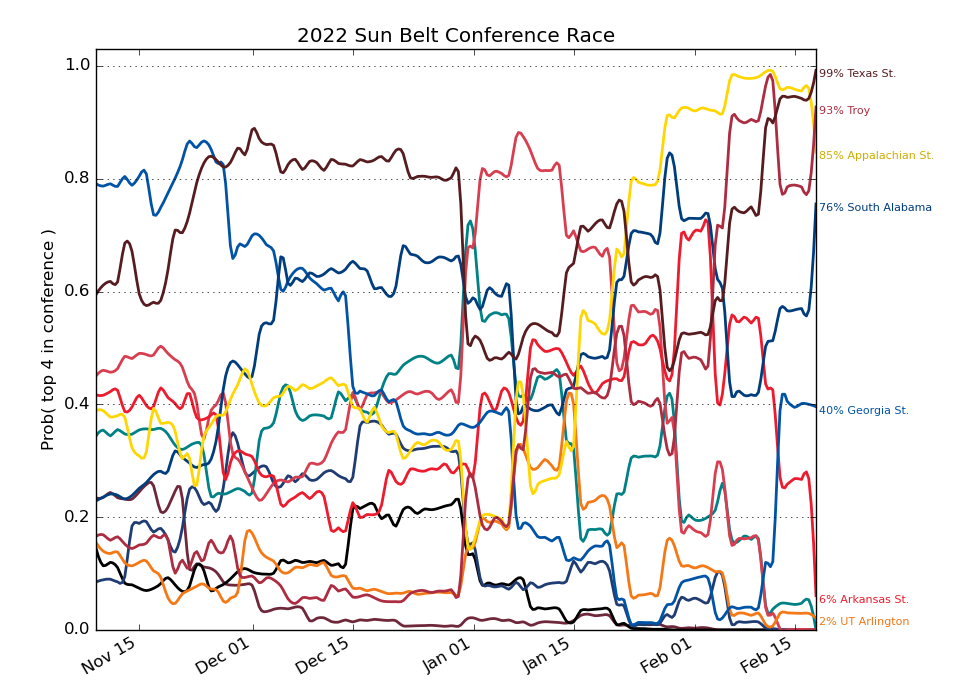 2022 Sun Belt Conference Race
Prob( top 4 in conference )
1.0
0.8
0.6
0.4
0.2
0.0
Nov 15
Dec 01
Dec 15
Jan 01
Jan 15
Feb 01
Feb 15
99% Texas St.
93% Troy
85% Appalachian St.
76% South Alabama
40% Georgia St.
6% Arkansas St.
2% UT Arlington